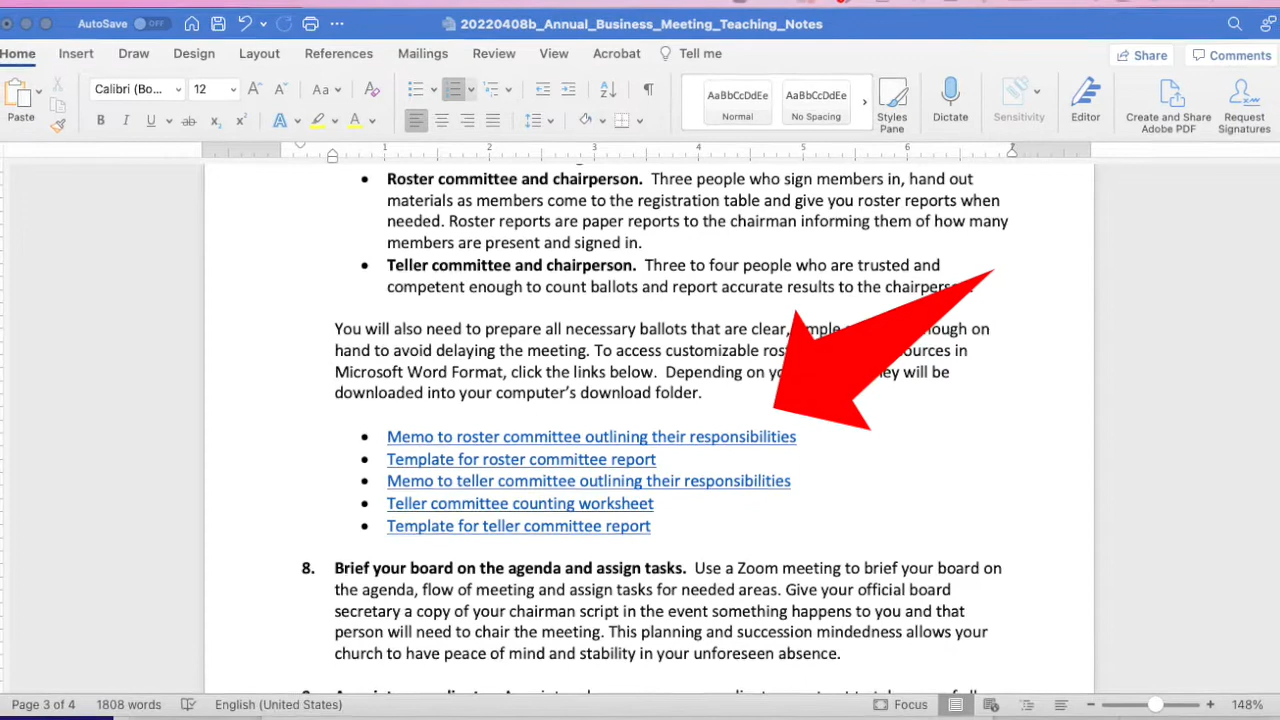 AutoSave OFF
20220408b_Annual_Business_Meeting_Teaching_Notes
Home Insert Draw Design Layout References Mailings Review View Acrobat Tell me Share Comments
Paste
Calibri (Bo... 12
AaBbCcDdEe AaBbCcDdEe
Normal No Spacing
Styles Pane
Dictate
Sensitivity
Editor
Create and Share Adobe PDF
Request Signatures
1 2 3 4 5 6 7
• Roster committee and chairperson. Three people who sign members in, hand out
materials as members come to the registration table and give you roster reports when
needed. Roster reports are paper reports to the chairman informing them of how many
members are present and signed in.
• Teller committee and chairperson. Three to four people who are trusted and
competent enough to count ballots and report accurate results to the
You will also need to prepare all necessary ballots that are clear, on
hand to avoid delaying the meeting. To access customizable in
Microsoft Word Format, click the links below. Depending on will be
downloaded into your computer's download folder.
• Memo to roster committee outlining their responsibilities
• Template for roster committee report
• Memo to teller committee outlining their responsibilities
• Teller committee counting worksheet
• Template for teller committee report
8. Brief your board on the agenda and assign tasks. Use a Zoom meeting to brief your board on
the agenda, flow of meeting and assign tasks for needed areas. Give your official board
secretary a copy of your chairman script in the event something happens to you and that
person will need to chair the meeting. This planning and succession mindedness allows your
church to have peace of mind and stability in your unforeseen absence.
Page 3 of 4 1808 words English (United States) Focus 148%